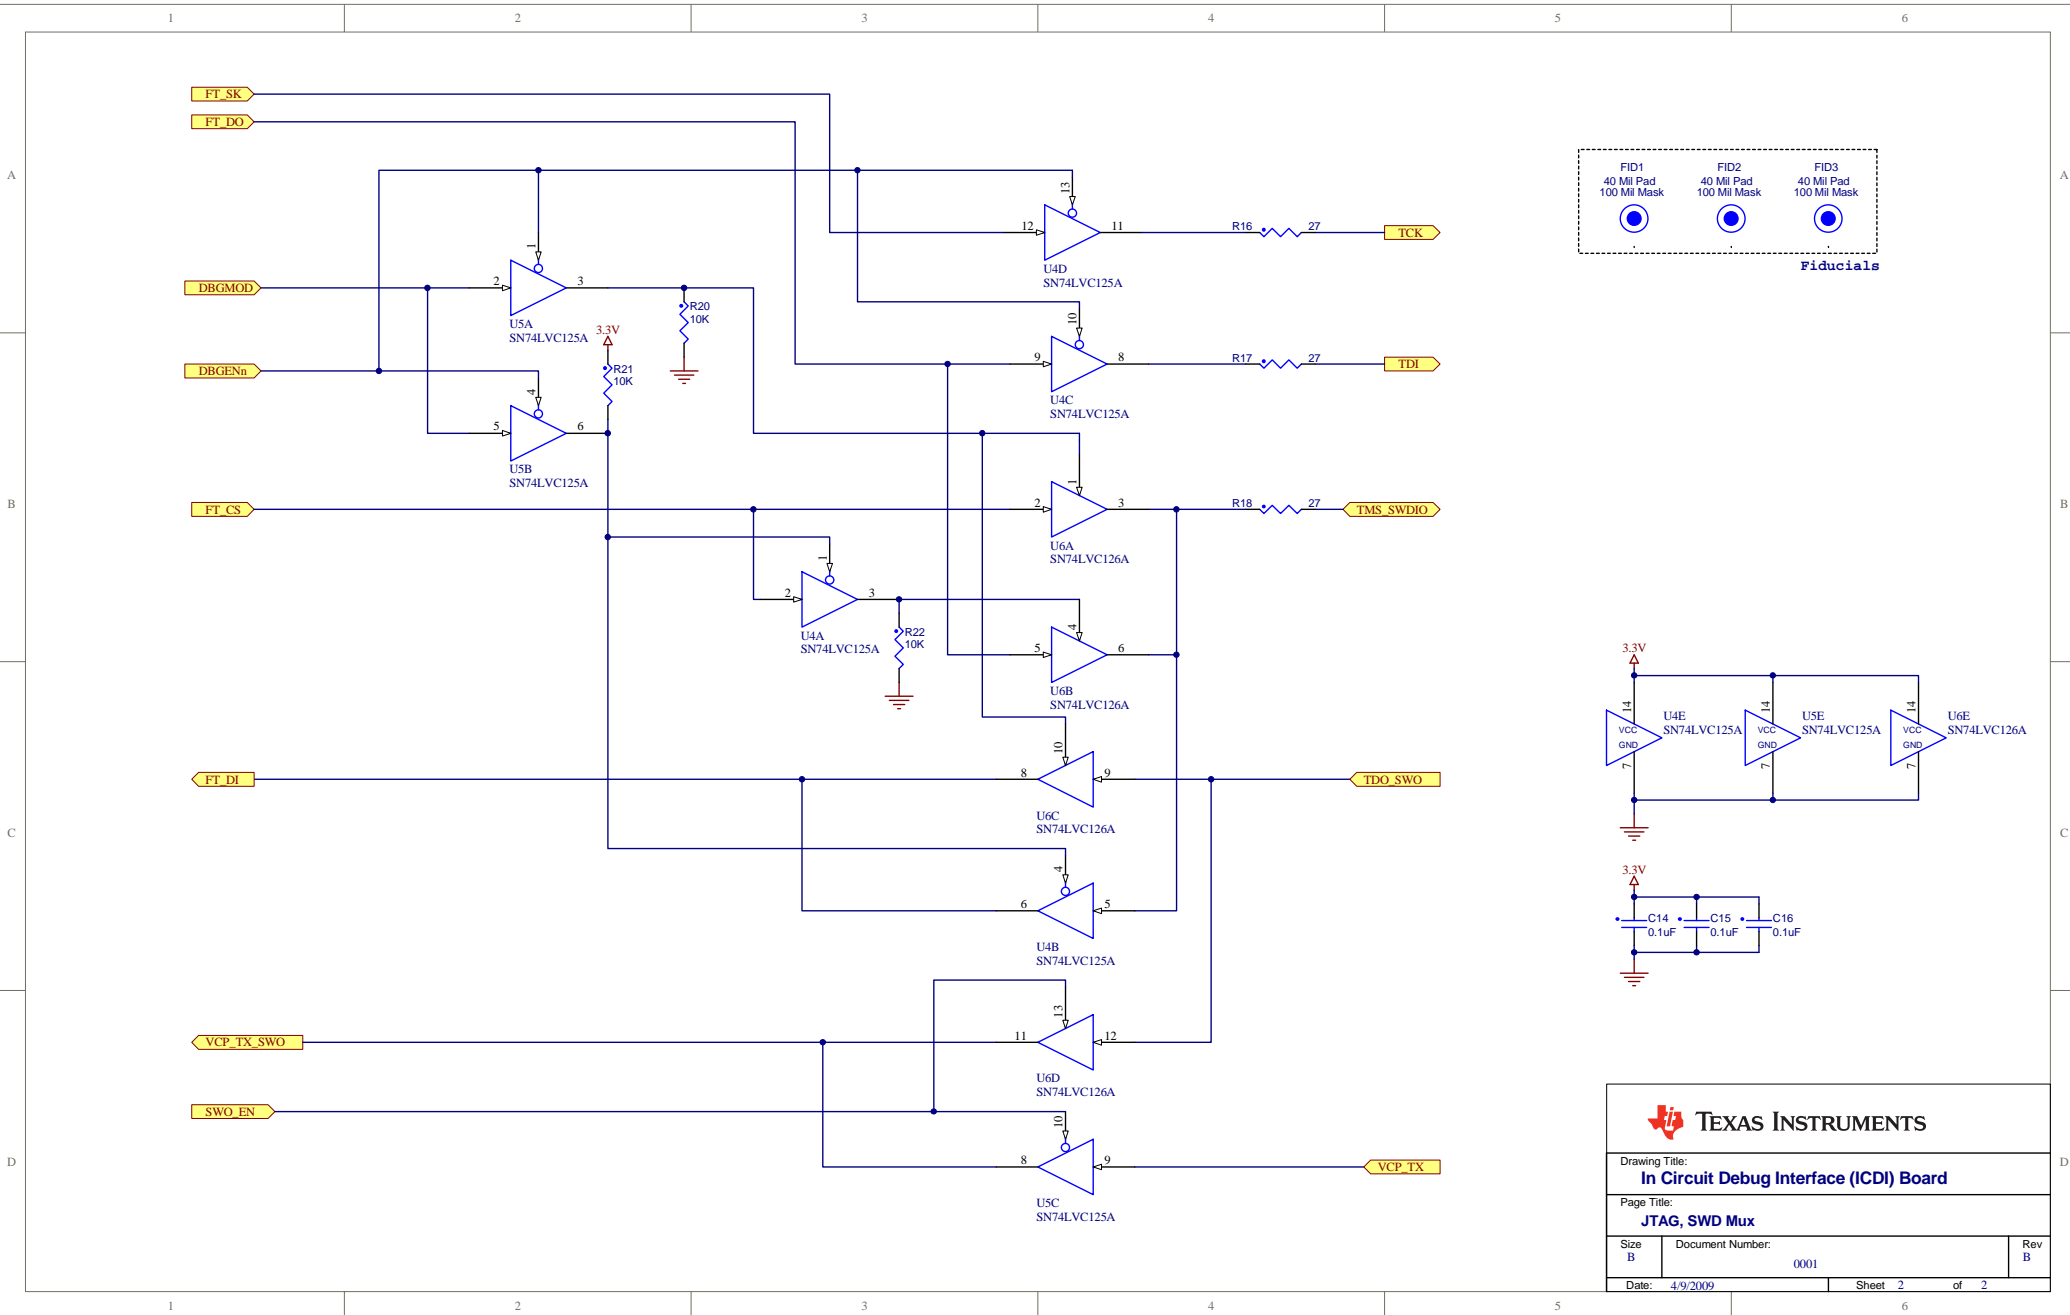 1 2 3 4 5 6
FT_SK
FT_DO
A A
FID1 FID2 FID3
40 Mil Pad 40 Mil Pad 40 Mil Pad
100 Mil Mask 100 Mil Mask 100 Mil Mask
Fiducials
13
12 11
R16 27
TCK
U4D
SN74LVC125A
1
DBGMOD
2 3
U5A
SN74LVC125A
R20
10K
10
9 8
R17 27
TDI
U4C
SN74LVC125A
3.3V
R21
10K
DBGENn
4
5 6
U5B
SN74LVC125A
B B
FT_CS
1
2 3
R18 27
TMS_SWDIO
U6A
SN74LVC126A
1
2 3
U4A
SN74LVC125A
R22
10K
4
5 6
U6B
SN74LVC126A
3.3V
14 14 14
U4E U5E U6E
SN74LVC125A SN74LVC125A SN74LVC126A
VCC VCC VCC
GND GND GND
7 7 7
10
FT_DI
8 9
TDO_SWO
U6C
SN74LVC126A
C C
4
6 5
U4B
SN74LVC125A
3.3V
C14 C15 C16
0.1uF 0.1uF 0.1uF
13
VCP_TX_SWO
11 12
U6D
SN74LVC126A
SWO_EN
10
8 9
VCP_TX
U5C
SN74LVC125A
D D
TEXAS INSTRUMENTS
Drawing Title:
In Circuit Debug Interface (ICDI) Board
Page Title:
JTAG, SWD Mux
Size Document Number: Rev
B 0001 B
Date: 4/9/2009 Sheet 2 of 2
1 2 3 4 5 6